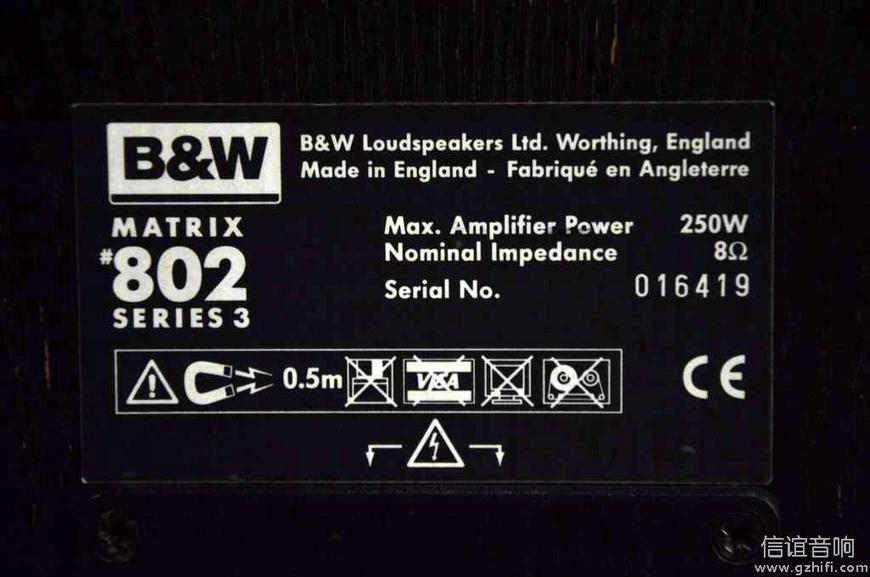 B&W
B&W Loudspeakers Ltd. Worthing, England
Made in England - Fabriqué en Angleterre
MATRIX
#802
SERIES 3
Max. Amplifier Power 250W
Nominal Impedance 8Ω
Serial No. 016419
0.5m
VISA
CE
信谊音响
www.gzhifi.com